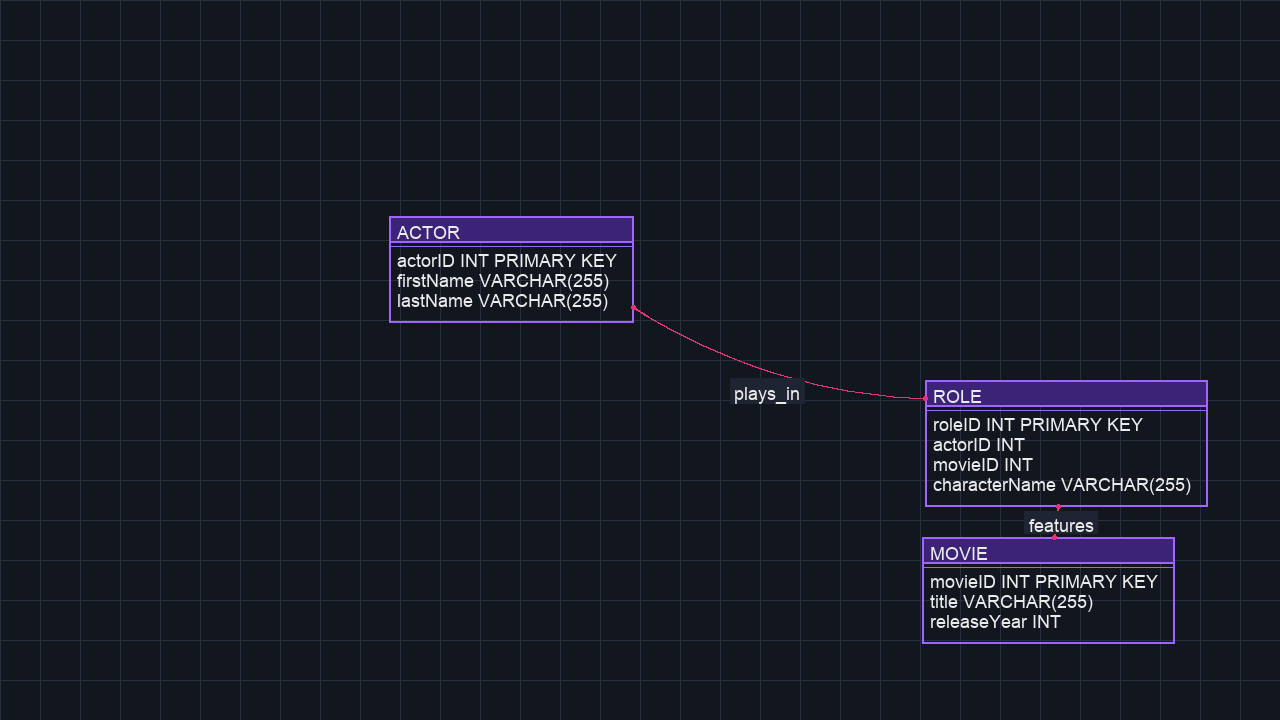 ACTOR
actorID INT PRIMARY KEY
firstName VARCHAR(255)
lastName VARCHAR(255)
plays_in
ROLE
roleID INT PRIMARY KEY
actorID INT
movieID INT
characterName VARCHAR(255)
features
MOVIE
movieID INT PRIMARY KEY
title VARCHAR(255)
releaseYear INT